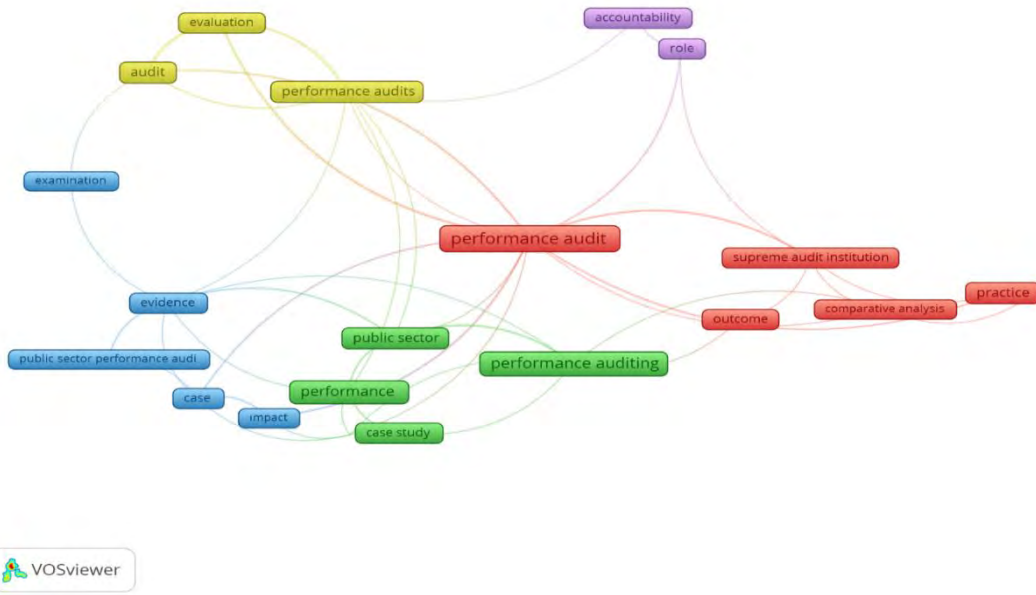 accountability
evaluation
role
audit
performance audits
examination
performance audit
supreme audit institution
practice
evidence
comparative analysis
outcome
public sector
public sector performance audi.
performance auditing
performance
case
impact
case study
VOSviewer